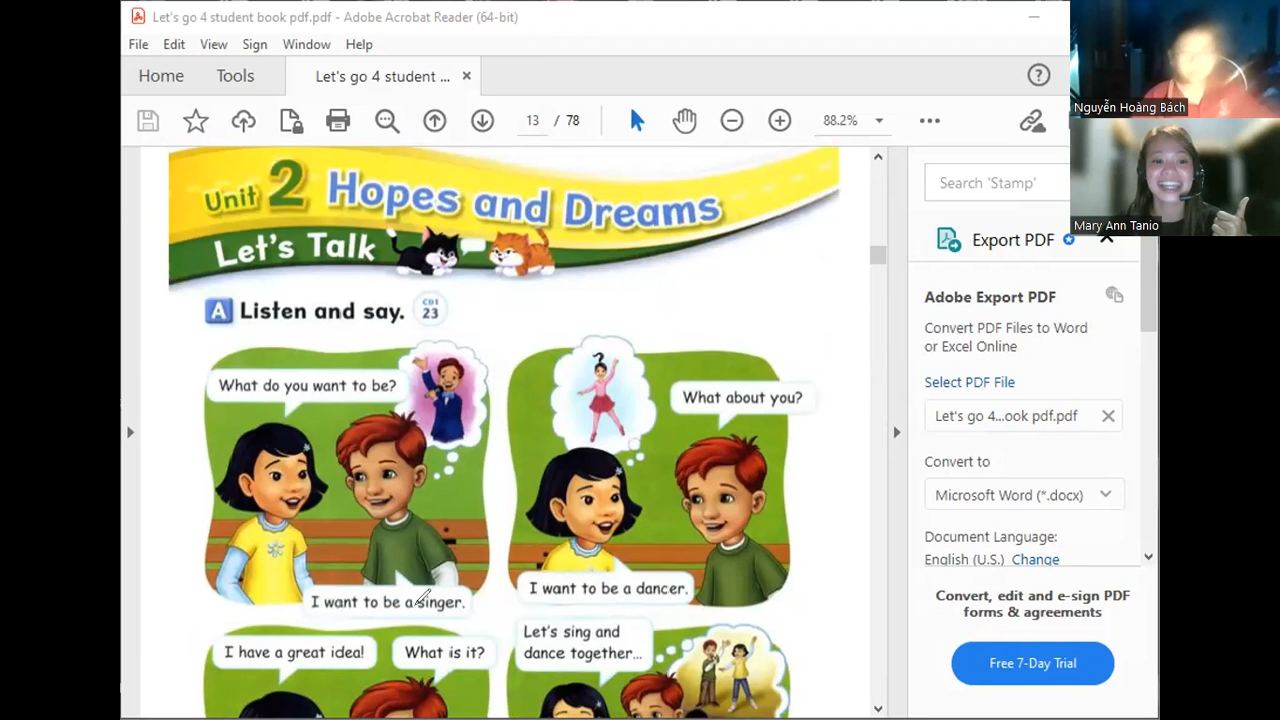 Let's go 4 student book pdf.pdf - Adobe Acrobat Reader (64-bit)
File Edit View Sign Window Help
Home Tools Let's go 4 student ... ×
13 / 78 88.2%
Nguyễn Hoàng Bách
Mary Ann Tanio
Unit 2 Hopes and Dreams
Let's Talk
A Listen and say. CD1 23
What do you want to be?
I want to be a singer.
What about you?
I want to be a dancer.
I have a great idea!
What is it?
Let's sing and
dance together...
Search 'Stamp'
Export PDF
Adobe Export PDF
Convert PDF Files to Word
or Excel Online
Select PDF File
Let's go 4...ook pdf.pdf
Convert to
Microsoft Word (*.docx)
Document Language:
English (U.S.) Change
Convert, edit and e-sign PDF
forms & agreements
Free 7-Day Trial